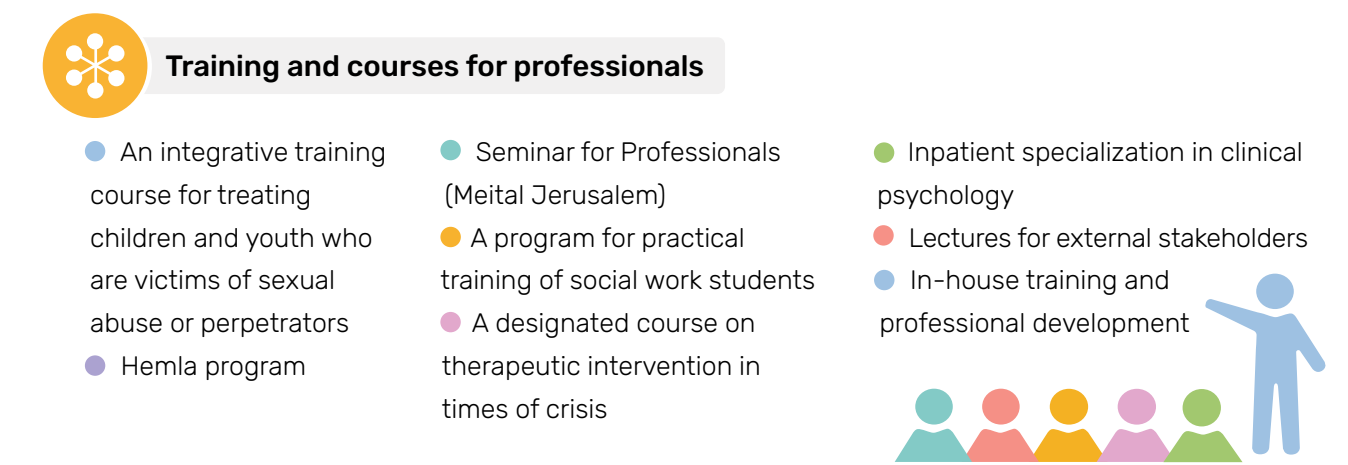 Training and courses for professionals
An integrative training
course for treating
children and youth who
are victims of sexual
abuse or perpetrators
Hemla program
Seminar for Professionals
(Meital Jerusalem)
A program for practical
training of social work students
A designated course on
therapeutic intervention in
times of crisis
Inpatient specialization in clinical
psychology
Lectures for external stakeholders
In-house training and
professional development